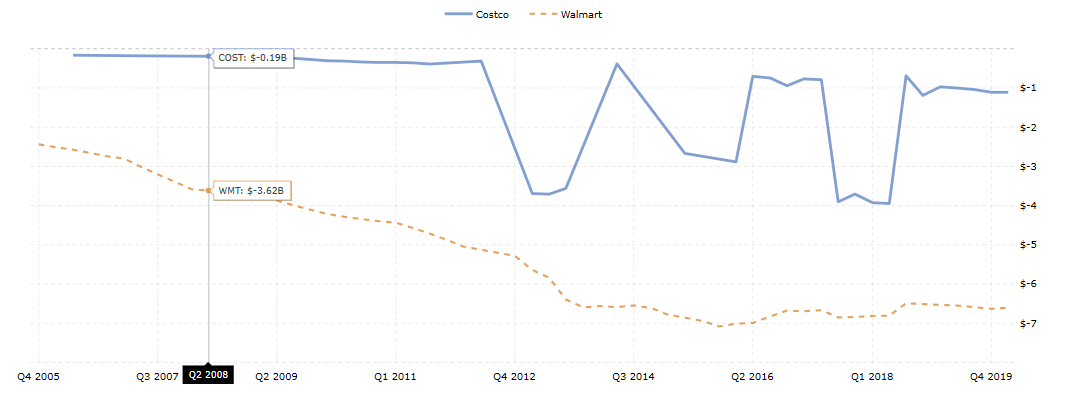 Costco Walmart
COST: $-0.19B
$-1
$-2
$-3
WMT: $-3.62B
$-4
$-5
$-6
$-7
Q4 2005 Q3 2007 Q2 2008 Q2 2009 Q1 2011 Q4 2012 Q3 2014 Q2 2016 Q1 2018 Q4 2019